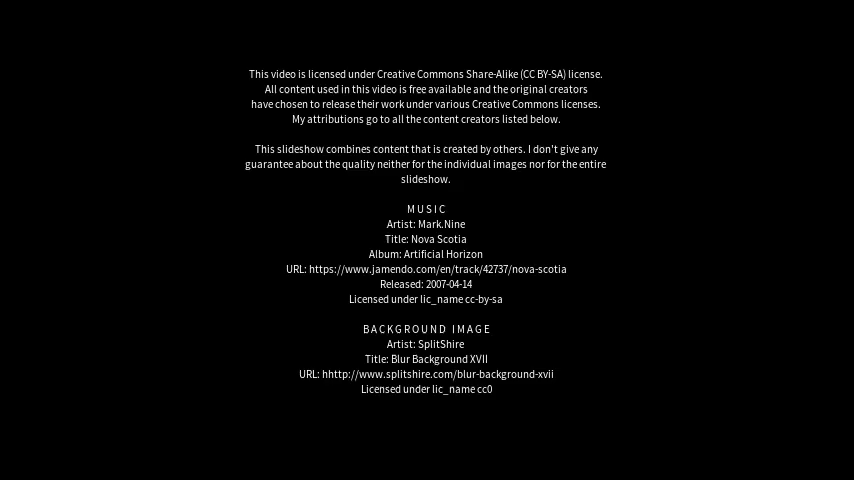 This video is licensed under Creative Commons Share-Alike (CC BY-SA) license.
All content used in this video is free available and the original creators
have chosen to release their work under various Creative Commons licenses.
My attributions go to all the content creators listed below.
This slideshow combines content that is created by others. I don't give any
guarantee about the quality neither for the individual images nor for the entire
slideshow.
MUSIC
Artist: Mark.Nine
Title: Nova Scotia
Album: Artificial Horizon
URL: https://www.jamendo.com/en/track/42737/nova-scotia
Released: 2007-04-14
Licensed under lic_name cc-by-sa
BACKGROUND IMAGE
Artist: SplitShire
Title: Blur Background XVII
URL: hhttp://www.splitshire.com/blur-background-xvii
Licensed under lic_name cc0